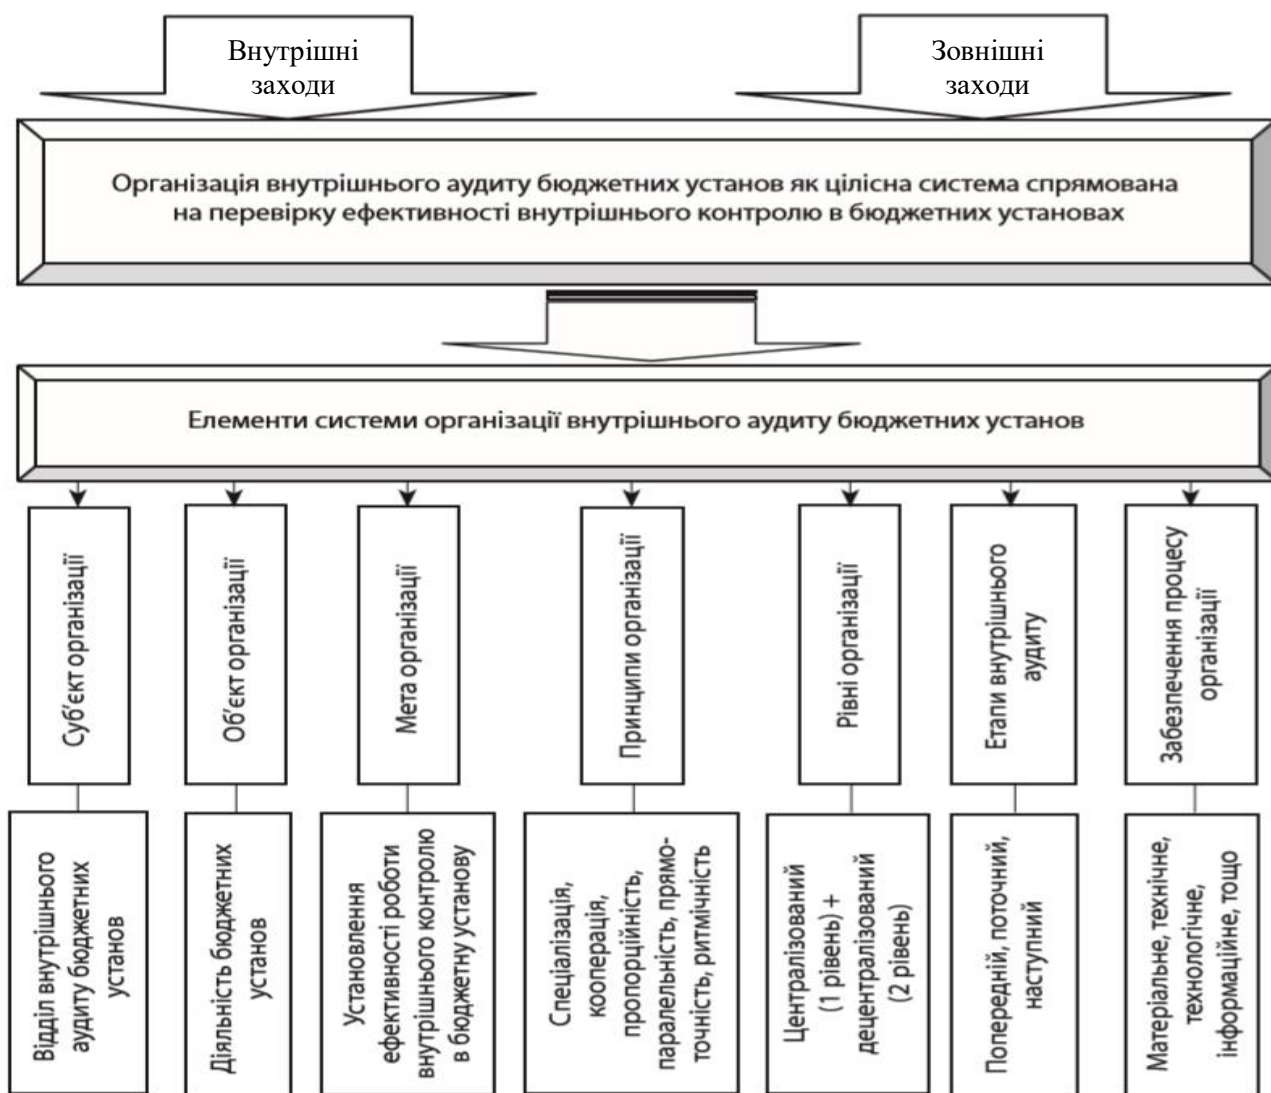 Внутрішні
заходи
Зовнішні
заходи
Організація внутрішнього аудиту бюджетних установ як цілісна система спрямована
на перевірку ефективності внутрішнього контролю в бюджетних установах
Елементи системи організації внутрішнього аудиту бюджетних установ
Суб’єкт організації
Об’єкт організації
Мета організації
Принципи організації
Рівні організації
Етапи внутрішнього
аудиту
Забезпечення процесу
організації
Відділ внутрішнього
аудиту бюджетних
установ
Діяльність бюджетних
установ
Установлення
ефективності роботи
внутрішнього контролю
в бюджетну установу
Спеціалізація,
кооперація,
пропорційність,
паралельність, прямо-
точність, ритмічність
Централізований
(1 рівень) +
децентралізований
(2 рівень)
Попередній, поточний,
наступний
Матеріальне, технічне,
технологічне,
інформаційне, тощо